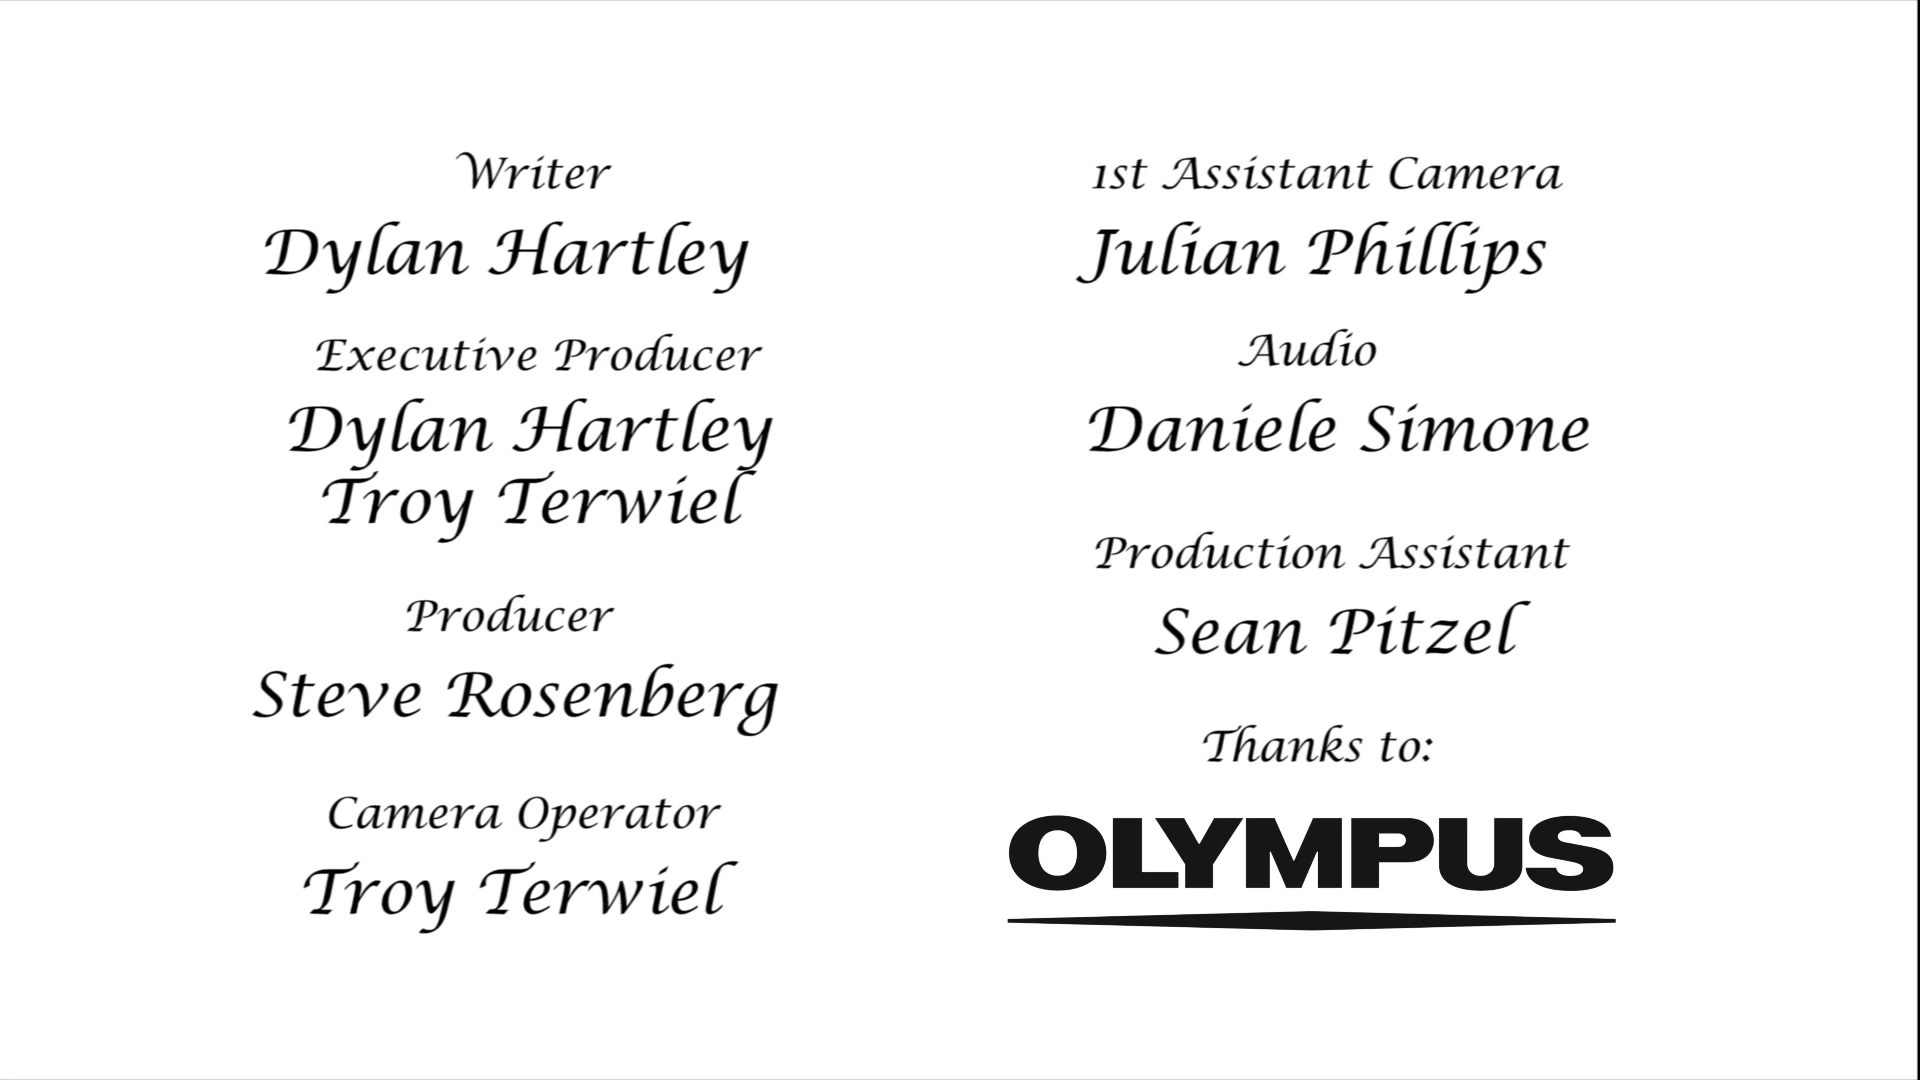 Writer
Dylan Hartley
Executive Producer
Dylan Hartley
Troy Terwiel
Producer
Steve Rosenberg
Camera Operator
Troy Terwiel
1st Assistant Camera
Julian Phillips
Audio
Daniele Simone
Production Assistant
Sean Pitzel
Thanks to:
OLYMPUS